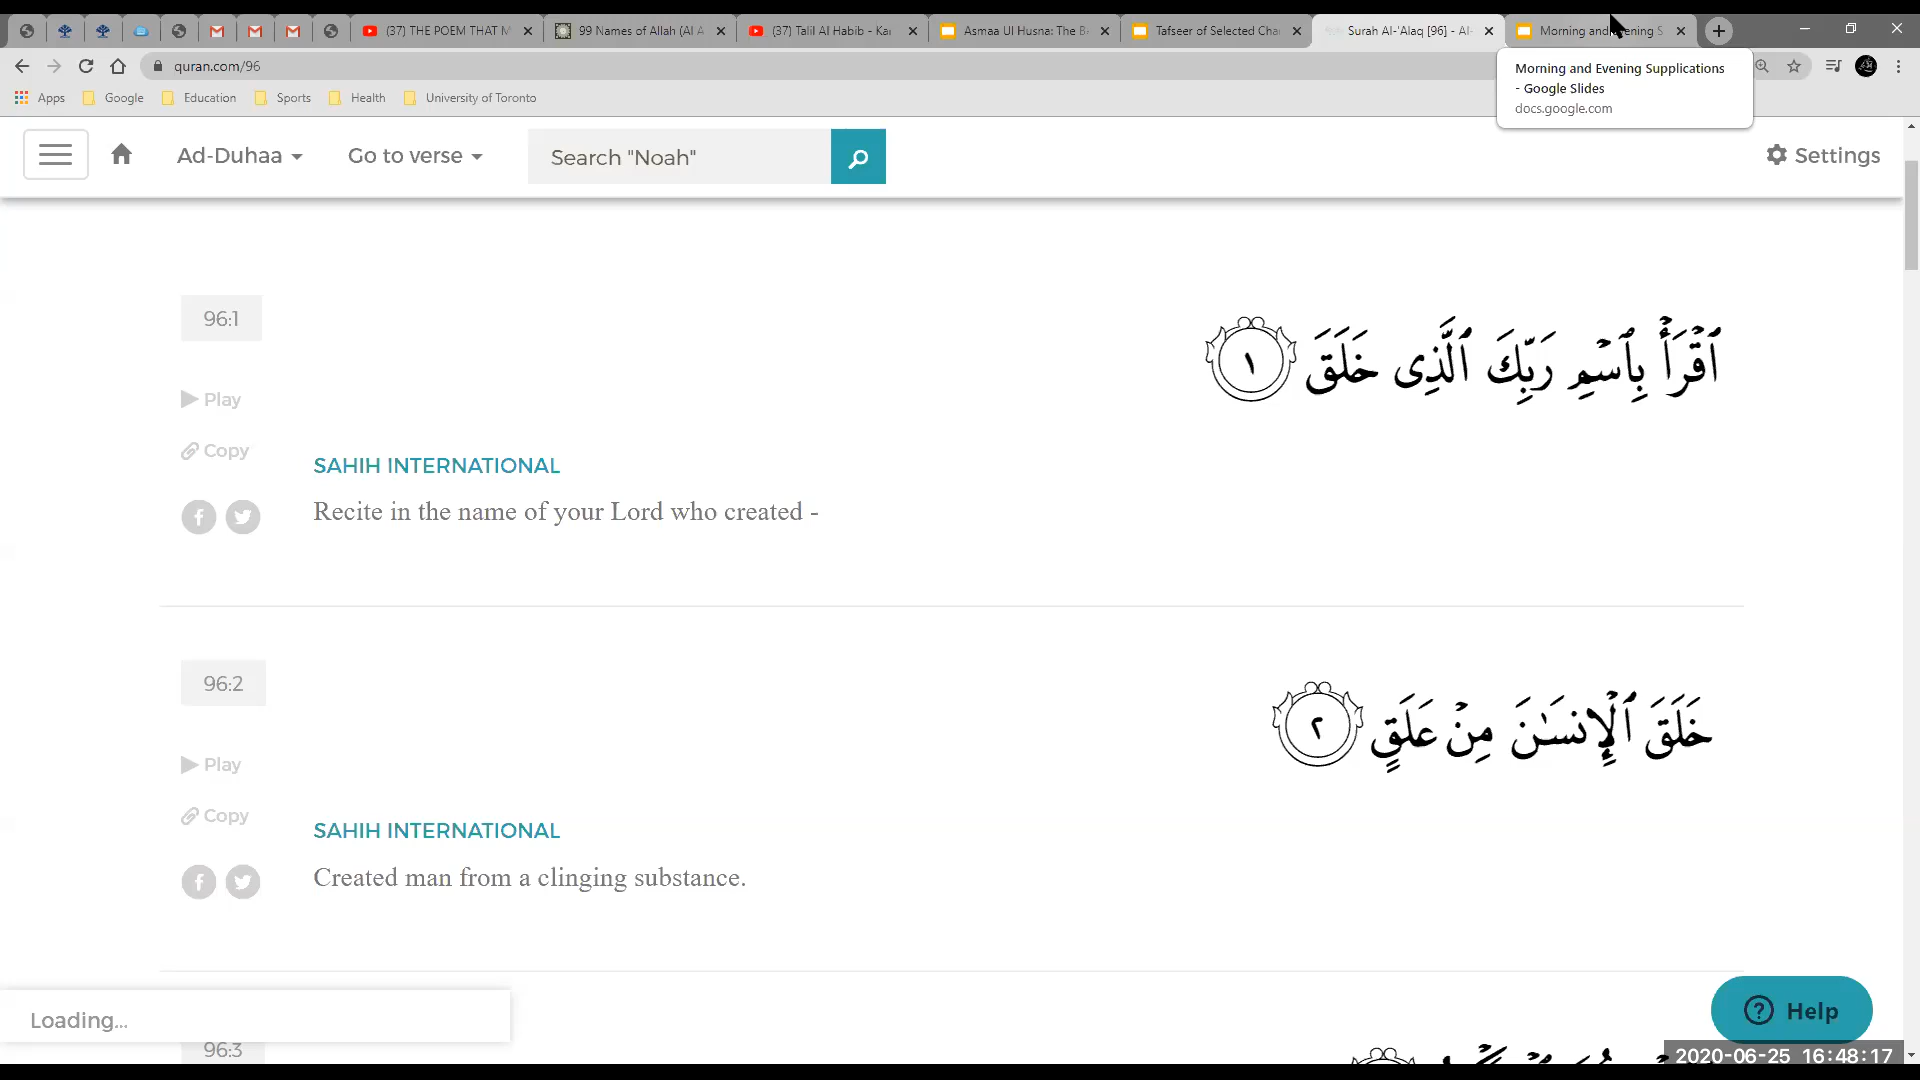 (37) THE POEM THAT M
99 Names of Allah (Al A
(37) Talil Al Habib - Kar
Asmaa Ul Husna: The B
Tafseer of Selected Cha
Surah Al-'Alaq [96] - Al-
Morning and Evening S
quran.com/96
Morning and Evening Supplications
- Google Slides
docs.google.com
Apps Google Education Sports Health University of Toronto
Ad-Duhaa Go to verse Search "Noah" Settings
96:1
ٱقْرَأْ بِٱسْمِ رَبِّكَ ٱلَّذِى خَلَقَ ١
Play
Copy
SAHIH INTERNATIONAL
Recite in the name of your Lord who created -
96:2
خَلَقَ ٱلْإِنسَـٰنَ مِنْ عَلَقٍ ٢
Play
Copy
SAHIH INTERNATIONAL
Created man from a clinging substance.
Loading...
Help
96:3
2020-06-25 16:48:17